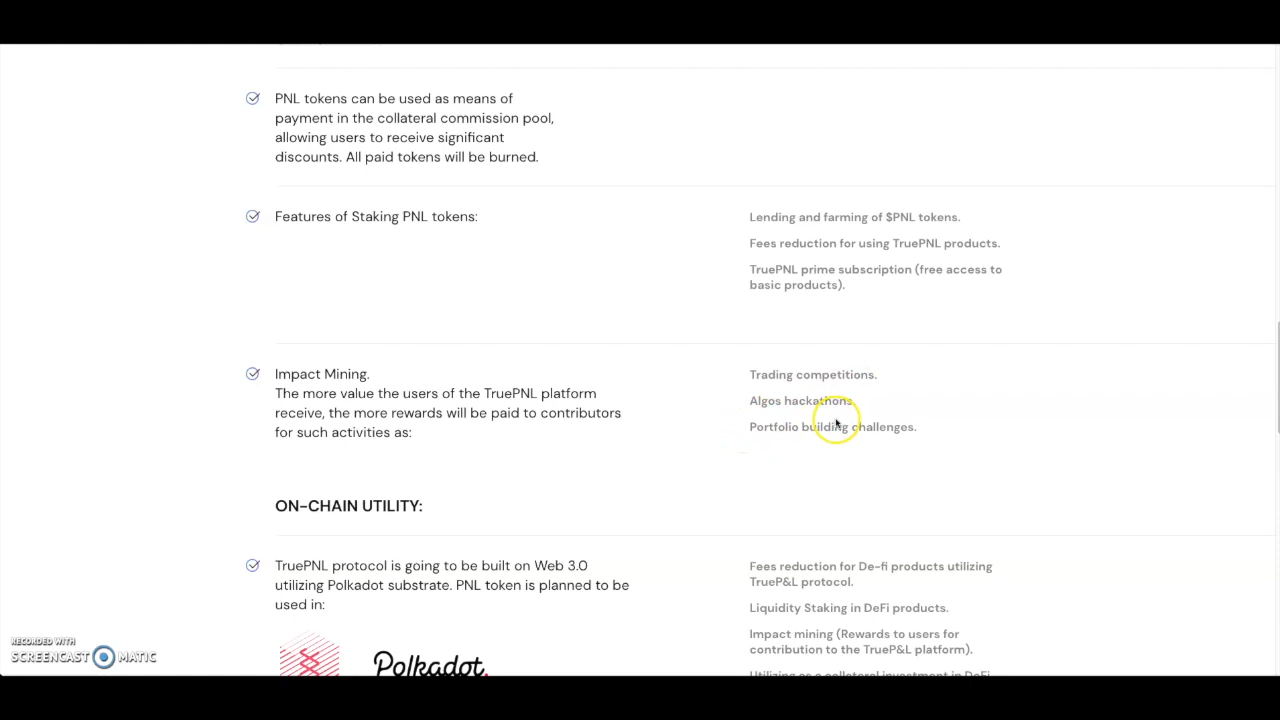 PNL tokens can be used as means of
payment in the collateral commission pool,
allowing users to receive significant
discounts. All paid tokens will be burned.
Features of Staking PNL tokens:
Lending and farming of $PNL tokens.
Fees reduction for using TruePNL products.
TruePNL prime subscription (free access to
basic products).
Impact Mining.
The more value the users of the TruePNL platform
receive, the more rewards will be paid to contributors
for such activities as:
Trading competitions.
Algos hackathons.
Portfolio building challenges.
ON-CHAIN UTILITY:
TruePNL protocol is going to be built on Web 3.0
utilizing Polkadot substrate. PNL token is planned to be
used in:
Fees reduction for De-fi products utilizing
TrueP&L protocol.
Liquidity Staking in DeFi products.
Impact mining (Rewards to users for
contribution to the TrueP&L platform).
Utilizing as a collateral investment in DeFi
Polkadot.
RECORDED WITH
SCREENCAST MATIC